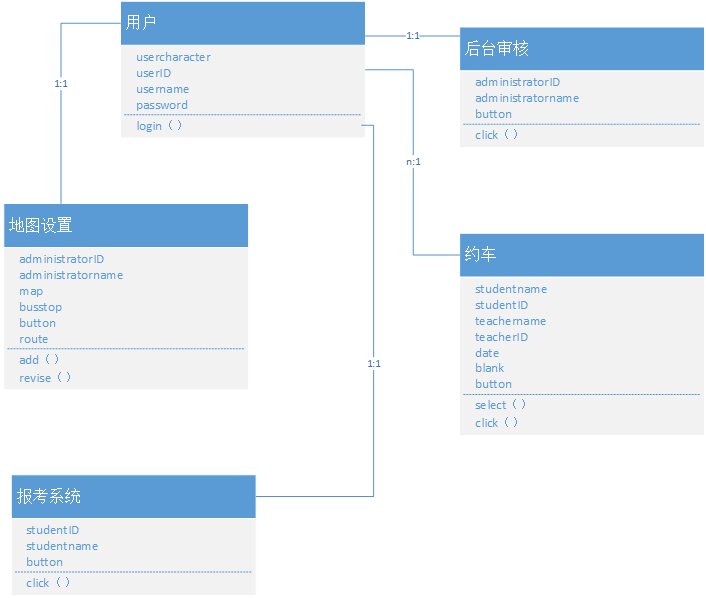 用户
usercharacter
userID
username
password
login（）
1:1
后台审核
administratorID
administratorname
button
click（）
1:1
n:1
地图设置
administratorID
administratorname
map
busstop
button
route
add（）
revise（）
约车
studentname
studentID
teachername
teacherID
date
blank
button
select（）
click（）
1:1
报考系统
studentID
studentname
button
click（）